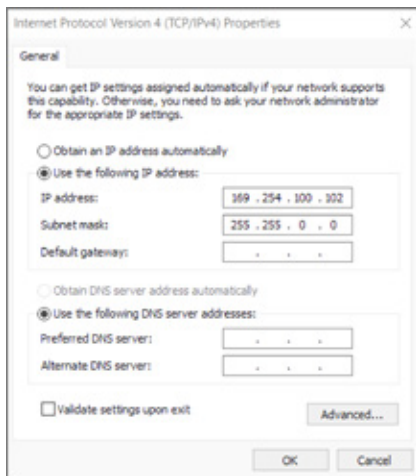 Internet Protocol Version 4 (TCP/IPv4) Properties
General
You can get IP settings assigned automatically if your network supports
this capability. Otherwise, you need to ask your network administrator
for the appropriate IP settings.
Obtain an IP address automatically
Use the following IP address:
IP address: 169 . 254 . 100 . 102
Subnet mask: 255 . 255 . 0 . 0
Default gateway: . . .
Obtain DNS server address automatically
Use the following DNS server addresses:
Preferred DNS server: . . .
Alternate DNS server: . . .
Validate settings upon exit
Advanced...
OK Cancel